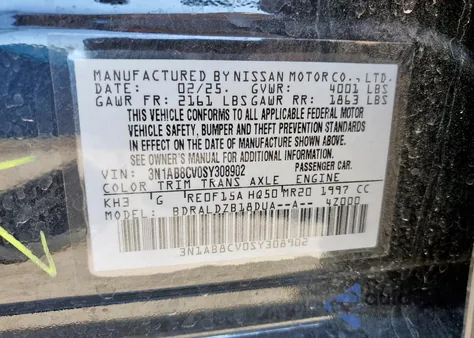 MANUFACTURED BY NISSAN MOTOR CO., LTD.
DATE: 02/25. GVWR: 4001 LBS
GAWR FR: 2161 LBS GAWR RR: 1863 LBS
THIS VEHICLE CONFORMS TO ALL APPLICABLE FEDERAL MOTOR
VEHICLE SAFETY, BUMPER AND THEFT PREVENTION STANDARDS
IN EFFECT ON THE DATE OF MANUFACTURE SHOWN ABOVE.
SEE OWNER'S MANUAL FOR ADDITIONAL INFORMATION.
VIN: 3N1AB8CV0SY308902 PASSENGER CAR.
COLOR TRIM TRANS AXLE ENGINE
KH3 G RE0F15A HQ50 MR20 1997 CC
MODEL: BDRALDZB18DUA--A-- 47000
3N1AB8CV0SY308902